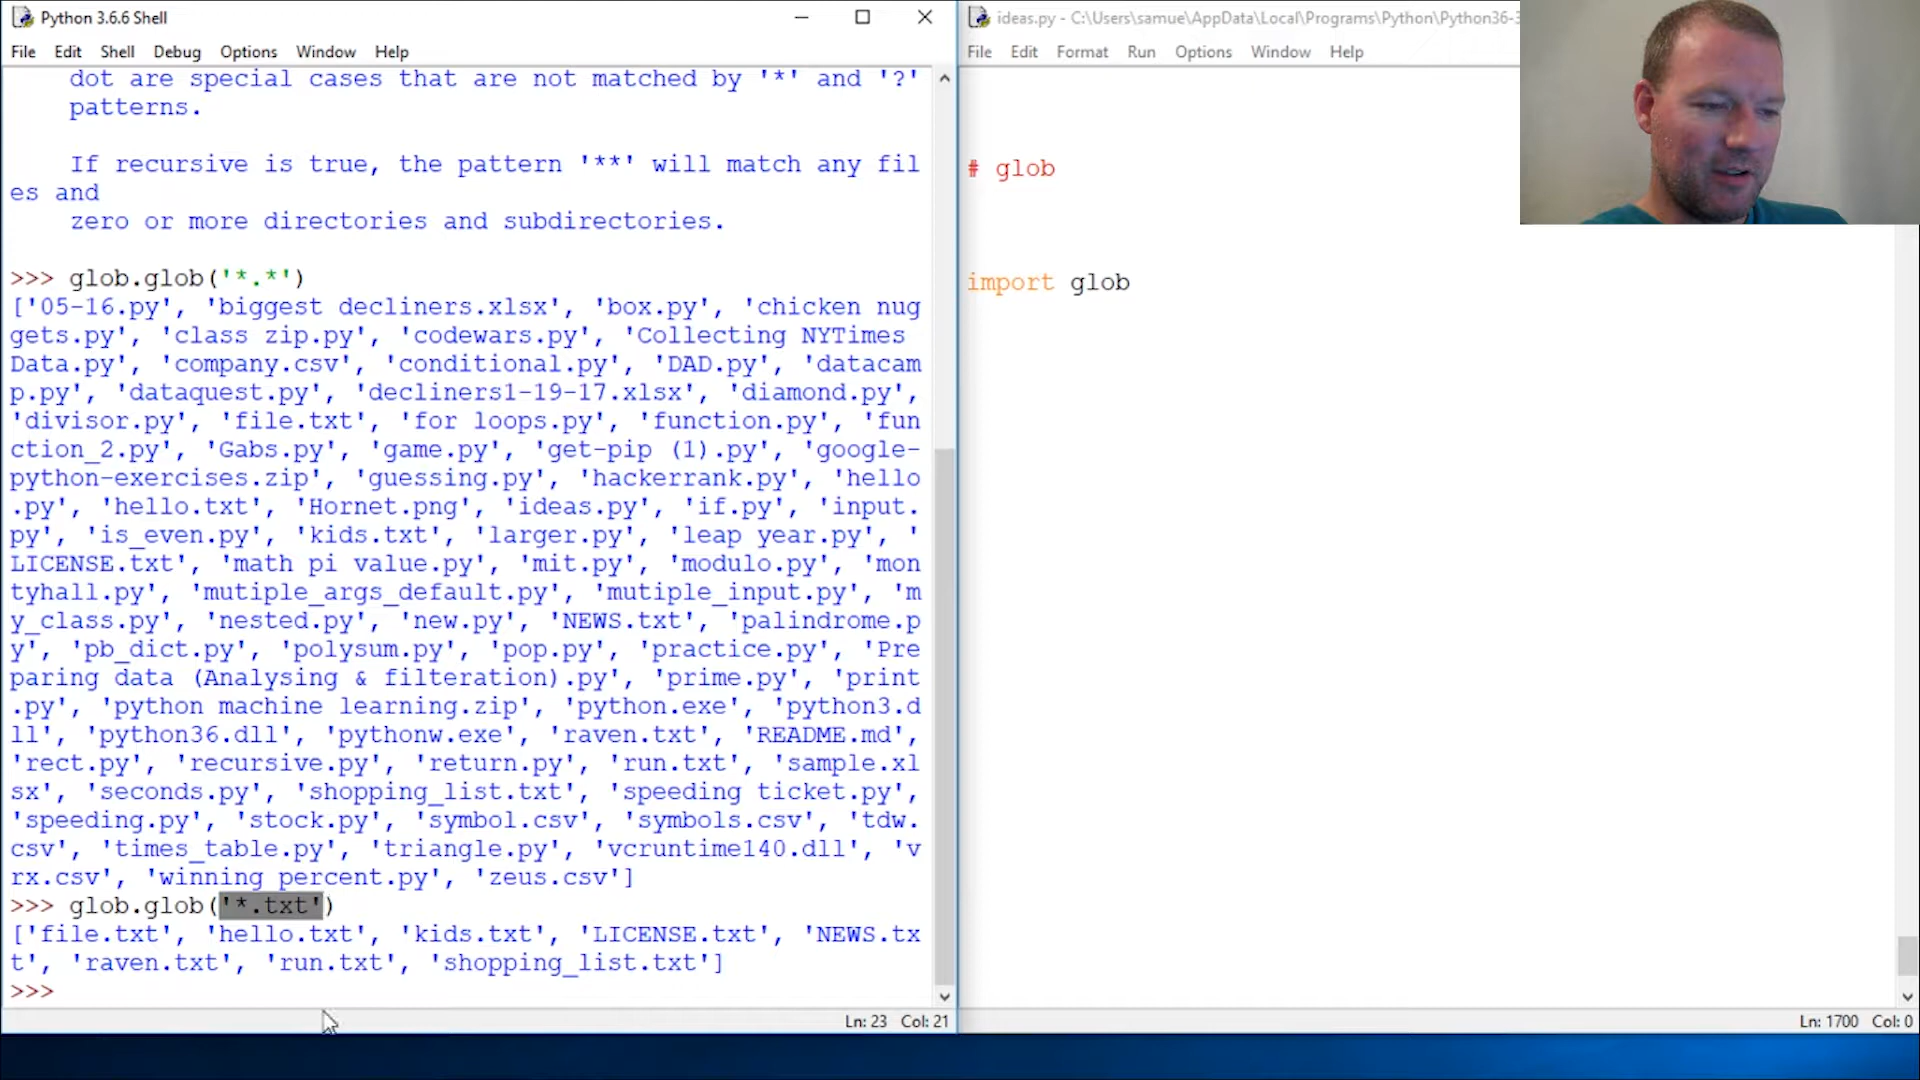 Python 3.6.6 Shell
File Edit Shell Debug Options Window Help
dot are special cases that are not matched by '*' and '?'
patterns.
If recursive is true, the pattern '**' will match any fil
es and
zero or more directories and subdirectories.
>>> glob.glob('*.*')
['05-16.py', 'biggest decliners.xlsx', 'box.py', 'chicken nug
gets.py', 'class zip.py', 'codewars.py', 'Collecting NYTimes
Data.py', 'company.csv', 'conditional.py', 'DAD.py', 'datacam
p.py', 'dataquest.py', 'decliners1-19-17.xlsx', 'diamond.py',
'divisor.py', 'file.txt', 'for loops.py', 'function.py', 'fun
ction_2.py', 'Gabs.py', 'game.py', 'get-pip (1).py', 'google-
python-exercises.zip', 'guessing.py', 'hackerrank.py', 'hello
.py', 'hello.txt', 'Hornet.png', 'ideas.py', 'if.py', 'input.
py', 'is_even.py', 'kids.txt', 'larger.py', 'leap year.py', '
LICENSE.txt', 'math pi value.py', 'mit.py', 'modulo.py', 'mon
tyhall.py', 'mutiple_args_default.py', 'mutiple_input.py', 'm
y_class.py', 'nested.py', 'new.py', 'NEWS.txt', 'palindrome.p
y', 'pb_dict.py', 'polysum.py', 'pop.py', 'practice.py', 'Pre
paring data (Analysing & filteration).py', 'prime.py', 'print
.py', 'python machine learning.zip', 'python.exe', 'python3.d
ll', 'python36.dll', 'pythonw.exe', 'raven.txt', 'README.md',
'rect.py', 'recursive.py', 'return.py', 'run.txt', 'sample.xl
sx', 'seconds.py', 'shopping_list.txt', 'speeding ticket.py',
'speeding.py', 'stock.py', 'symbol.csv', 'symbols.csv', 'tdw.
csv', 'times_table.py', 'triangle.py', 'vcruntime140.dll', 'v
rx.csv', 'winning percent.py', 'zeus.csv']
>>> glob.glob('*.txt')
['file.txt', 'hello.txt', 'kids.txt', 'LICENSE.txt', 'NEWS.tx
t', 'raven.txt', 'run.txt', 'shopping_list.txt']
>>>
Ln: 23 Col: 21
ideas.py - C:\Users\samue\AppData\Local\Programs\Python\Python36-3
File Edit Format Run Options Window Help
# glob
import glob
Ln: 1700 Col: 0